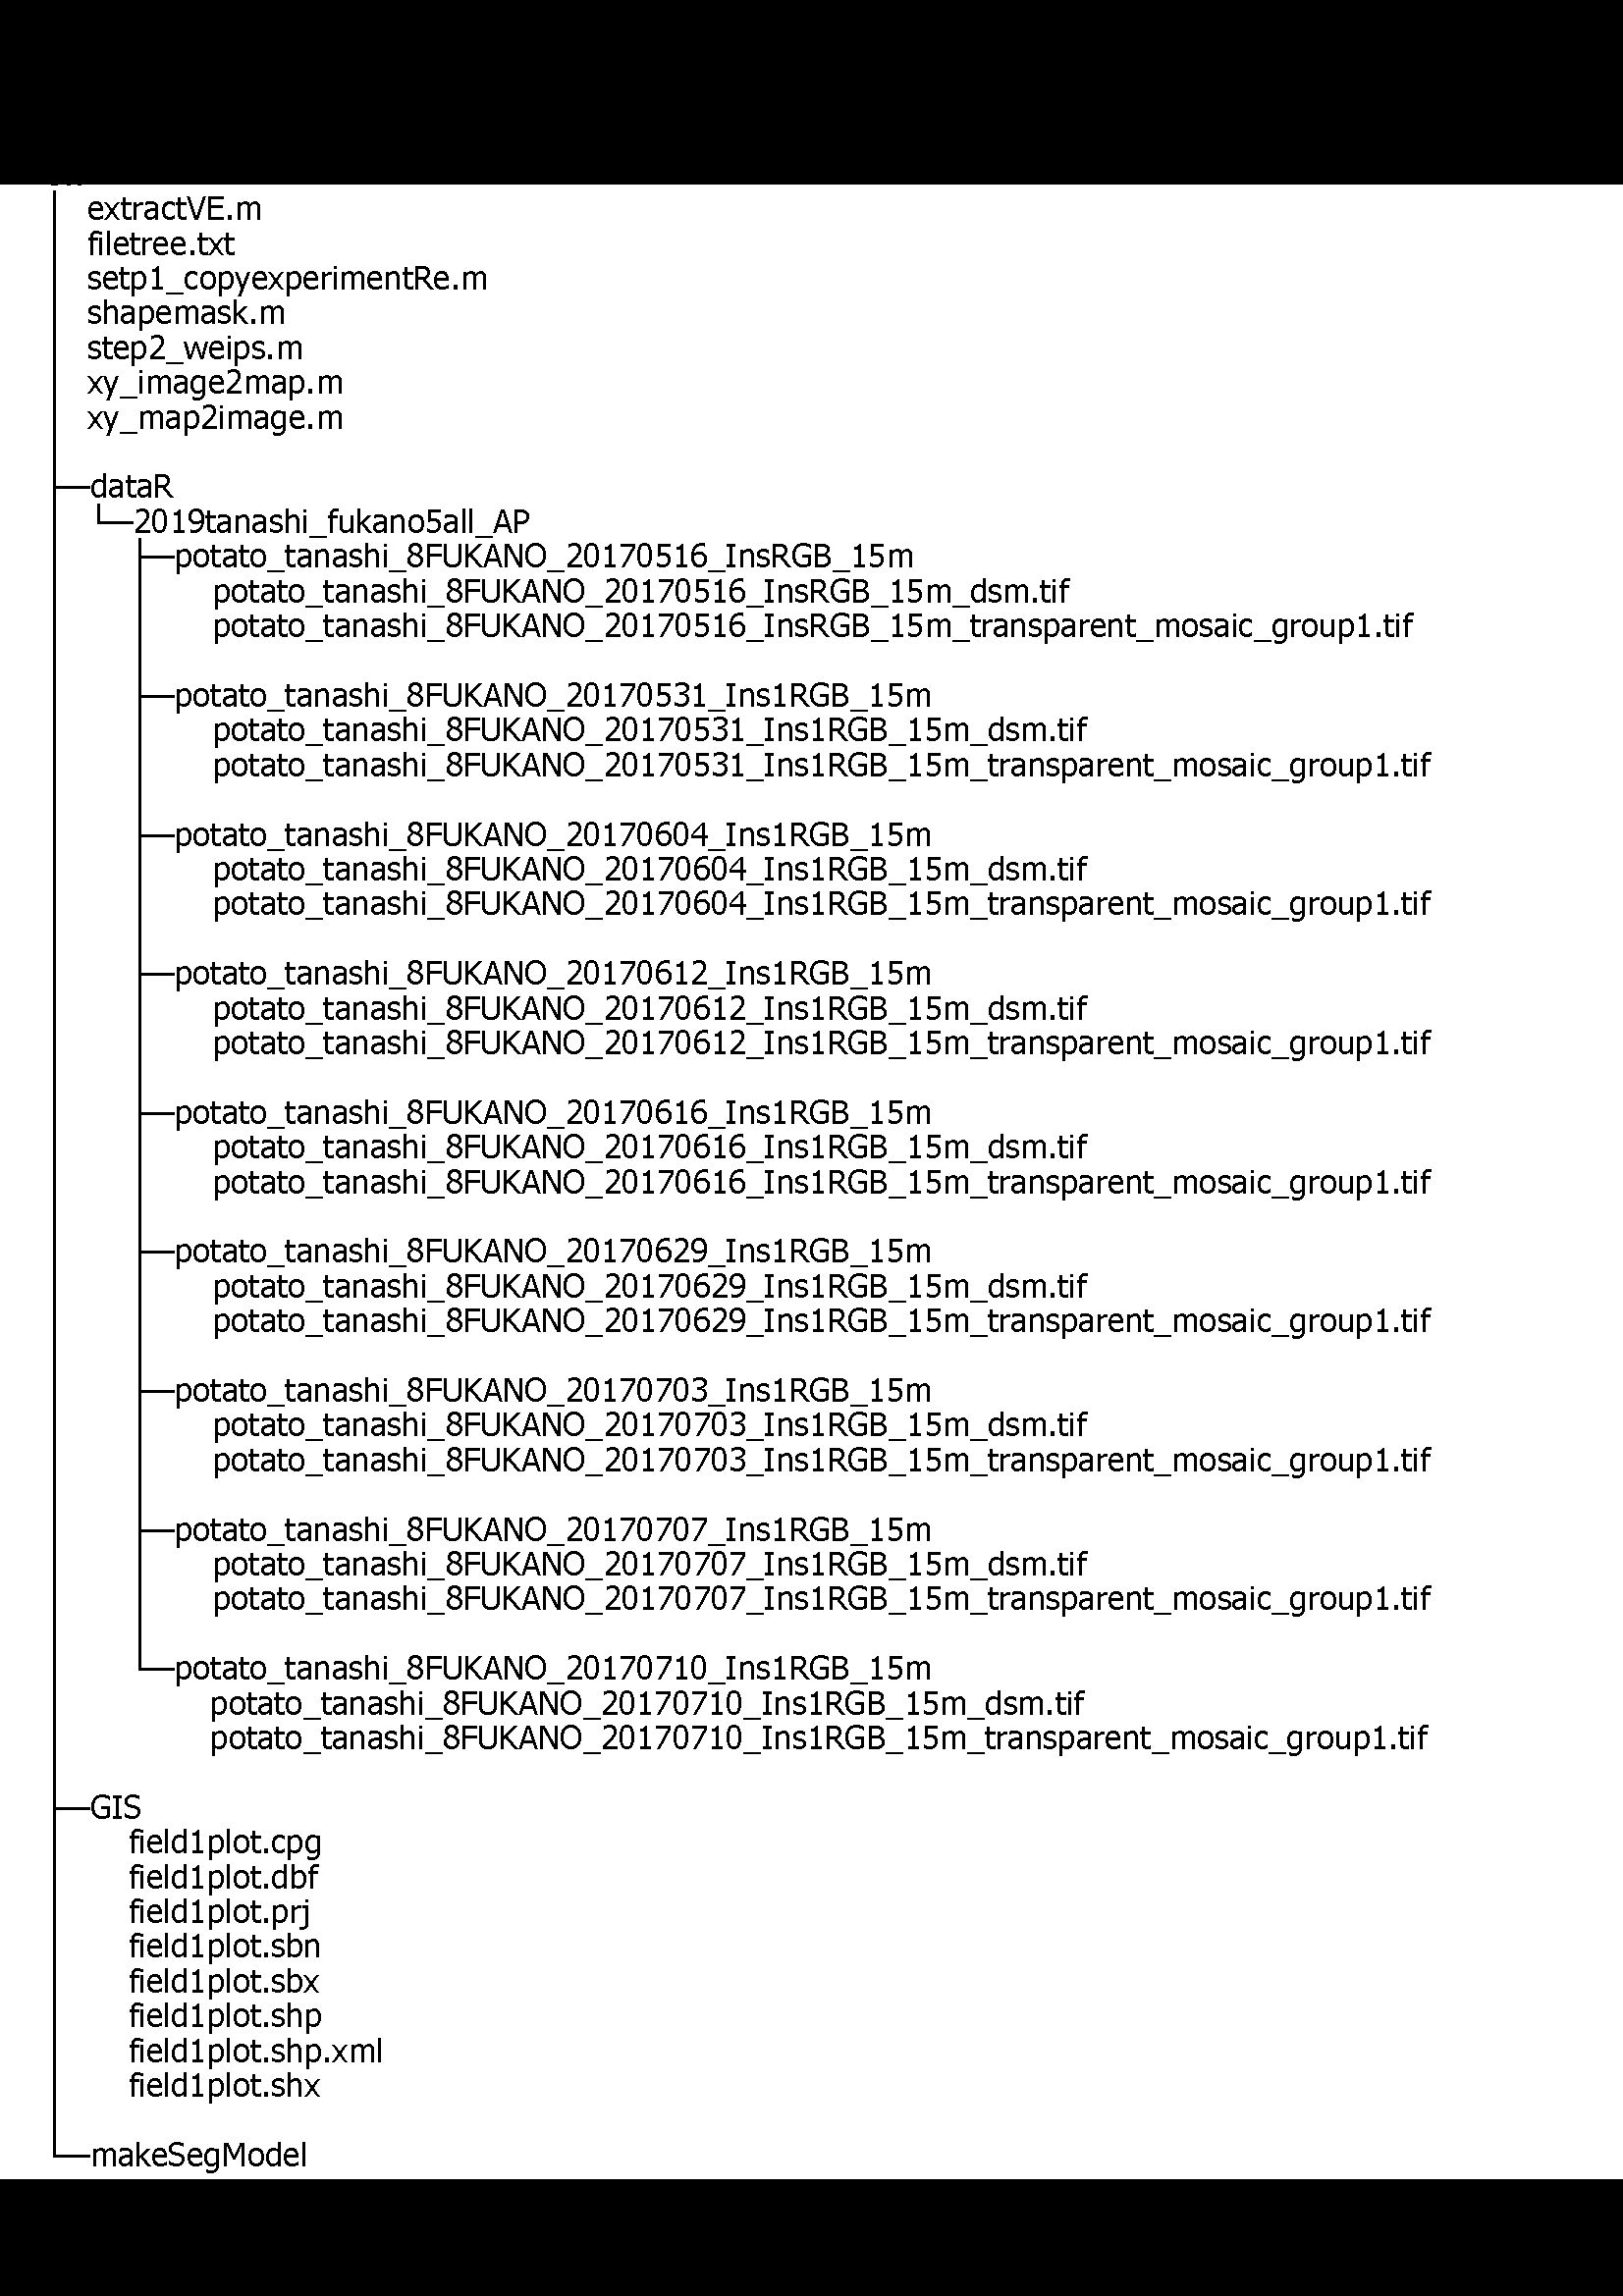 extractVE.m
filetree.txt
setp1_copyexperimentRe.m
shapemask.m
step2_weips.m
xy_image2map.m
xy_map2image.m
dataR
2019tanashi_fukano5all_AP
potato_tanashi_8FUKANO_20170516_InsRGB_15m
potato_tanashi_8FUKANO_20170516_InsRGB_15m_dsm.tif
potato_tanashi_8FUKANO_20170516_InsRGB_15m_transparent_mosaic_group1.tif
potato_tanashi_8FUKANO_20170531_Ins1RGB_15m
potato_tanashi_8FUKANO_20170531_Ins1RGB_15m_dsm.tif
potato_tanashi_8FUKANO_20170531_Ins1RGB_15m_transparent_mosaic_group1.tif
potato_tanashi_8FUKANO_20170604_Ins1RGB_15m
potato_tanashi_8FUKANO_20170604_Ins1RGB_15m_dsm.tif
potato_tanashi_8FUKANO_20170604_Ins1RGB_15m_transparent_mosaic_group1.tif
potato_tanashi_8FUKANO_20170612_Ins1RGB_15m
potato_tanashi_8FUKANO_20170612_Ins1RGB_15m_dsm.tif
potato_tanashi_8FUKANO_20170612_Ins1RGB_15m_transparent_mosaic_group1.tif
potato_tanashi_8FUKANO_20170616_Ins1RGB_15m
potato_tanashi_8FUKANO_20170616_Ins1RGB_15m_dsm.tif
potato_tanashi_8FUKANO_20170616_Ins1RGB_15m_transparent_mosaic_group1.tif
potato_tanashi_8FUKANO_20170629_Ins1RGB_15m
potato_tanashi_8FUKANO_20170629_Ins1RGB_15m_dsm.tif
potato_tanashi_8FUKANO_20170629_Ins1RGB_15m_transparent_mosaic_group1.tif
potato_tanashi_8FUKANO_20170703_Ins1RGB_15m
potato_tanashi_8FUKANO_20170703_Ins1RGB_15m_dsm.tif
potato_tanashi_8FUKANO_20170703_Ins1RGB_15m_transparent_mosaic_group1.tif
potato_tanashi_8FUKANO_20170707_Ins1RGB_15m
potato_tanashi_8FUKANO_20170707_Ins1RGB_15m_dsm.tif
potato_tanashi_8FUKANO_20170707_Ins1RGB_15m_transparent_mosaic_group1.tif
potato_tanashi_8FUKANO_20170710_Ins1RGB_15m
potato_tanashi_8FUKANO_20170710_Ins1RGB_15m_dsm.tif
potato_tanashi_8FUKANO_20170710_Ins1RGB_15m_transparent_mosaic_group1.tif
GIS
field1plot.cpg
field1plot.dbf
field1plot.prj
field1plot.sbn
field1plot.sbx
field1plot.shp
field1plot.shp.xml
field1plot.shx
makeSegModel